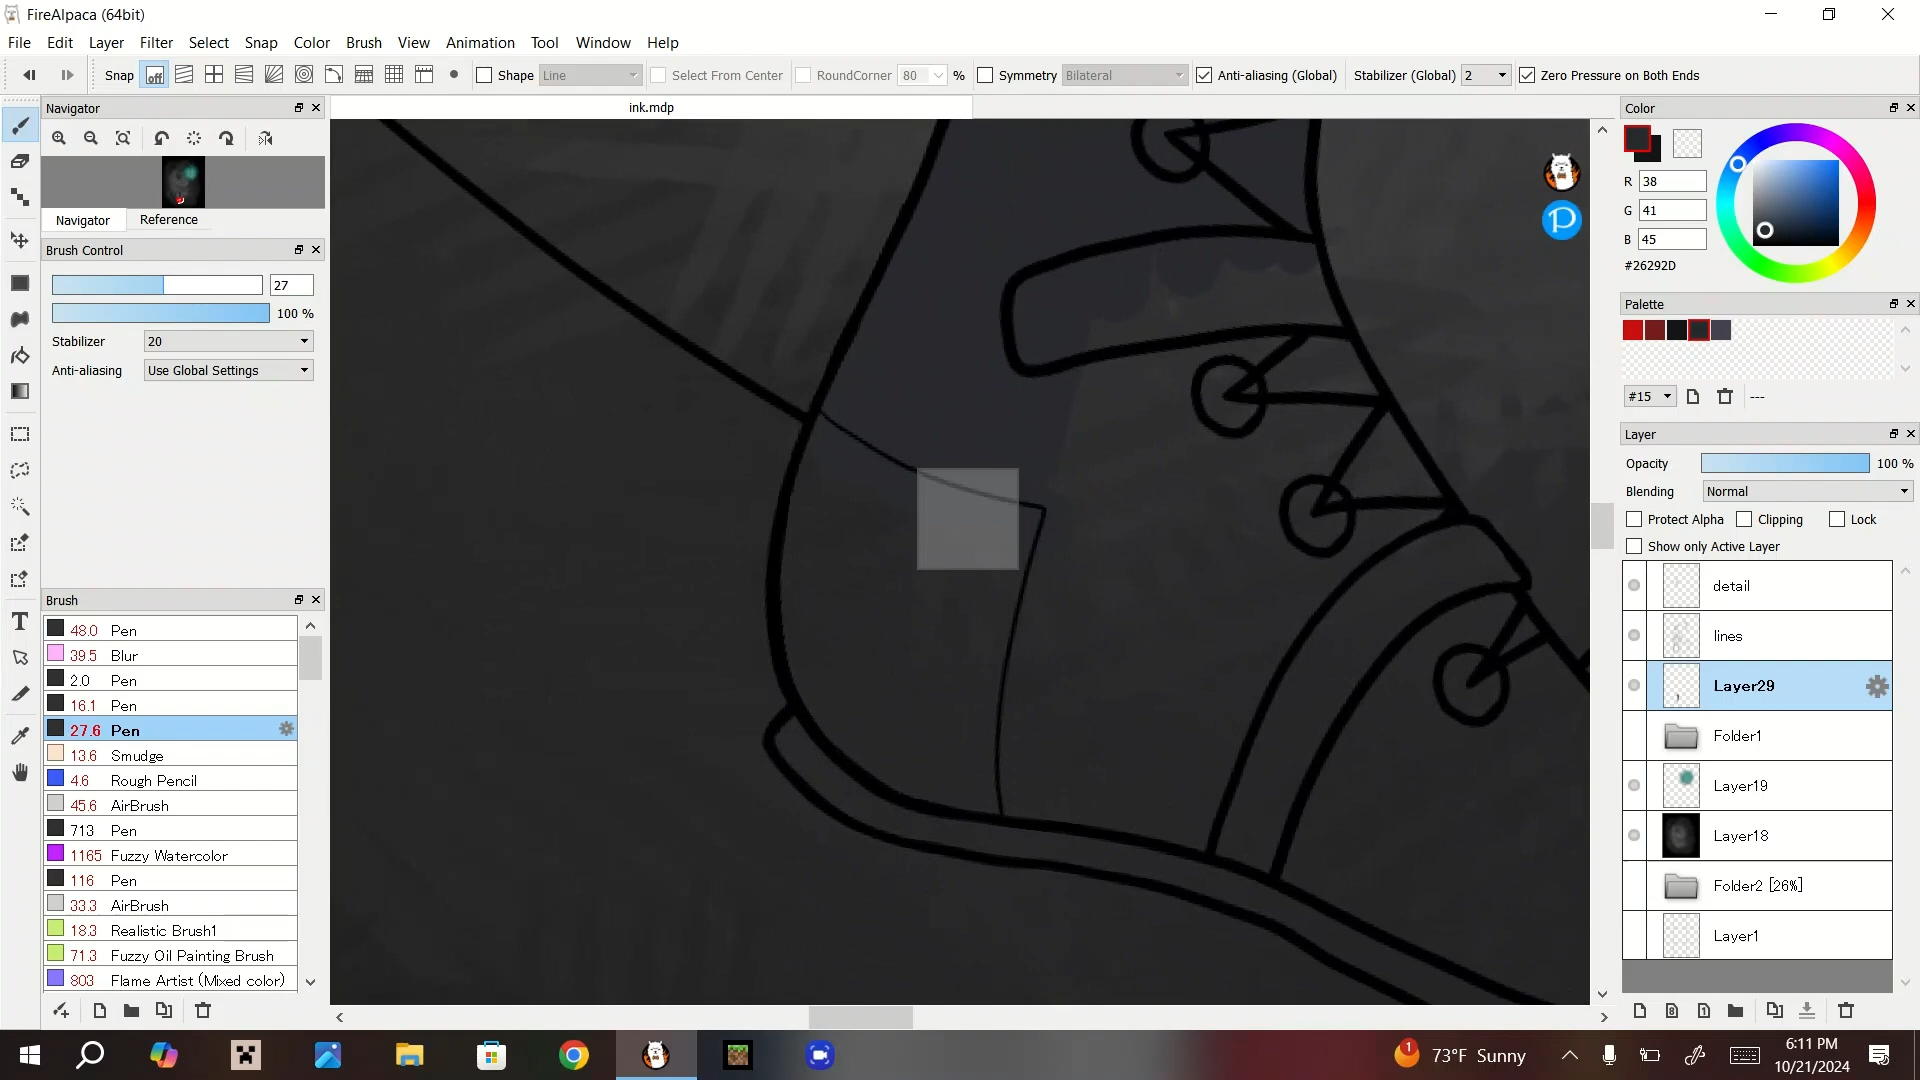 FireAlpaca (64bit)
File Edit Layer Filter Select Snap Color Brush View Animation Tool Window Help
Snap off Shape Line Select From Center RoundCorner 80 % Symmetry Bilateral Anti-aliasing (Global) Stabilizer (Global) 2 Zero Pressure on Both Ends
Navigator
ink.mdp
Navigator Reference
Brush Control
27
100 %
Stabilizer 20
Anti-aliasing Use Global Settings
Brush
48.0 Pen
39.5 Blur
2.0 Pen
16.1 Pen
27.6 Pen
13.6 Smudge
4.6 Rough Pencil
45.6 AirBrush
713 Pen
1165 Fuzzy Watercolor
116 Pen
33.3 AirBrush
18.3 Realistic Brush1
71.3 Fuzzy Oil Painting Brush
803 Flame Artist (Mixed color)
T
P
Color
R 38
G 41
B 45
#26292D
Palette
#15 ---
Layer
Opacity 100 %
Blending Normal
Protect Alpha Clipping Lock
Show only Active Layer
detail
lines
Layer29
Folder1
Layer19
Layer18
Folder2 [26%]
Layer1
8 1
1 73°F Sunny
6:11 PM
10/21/2024